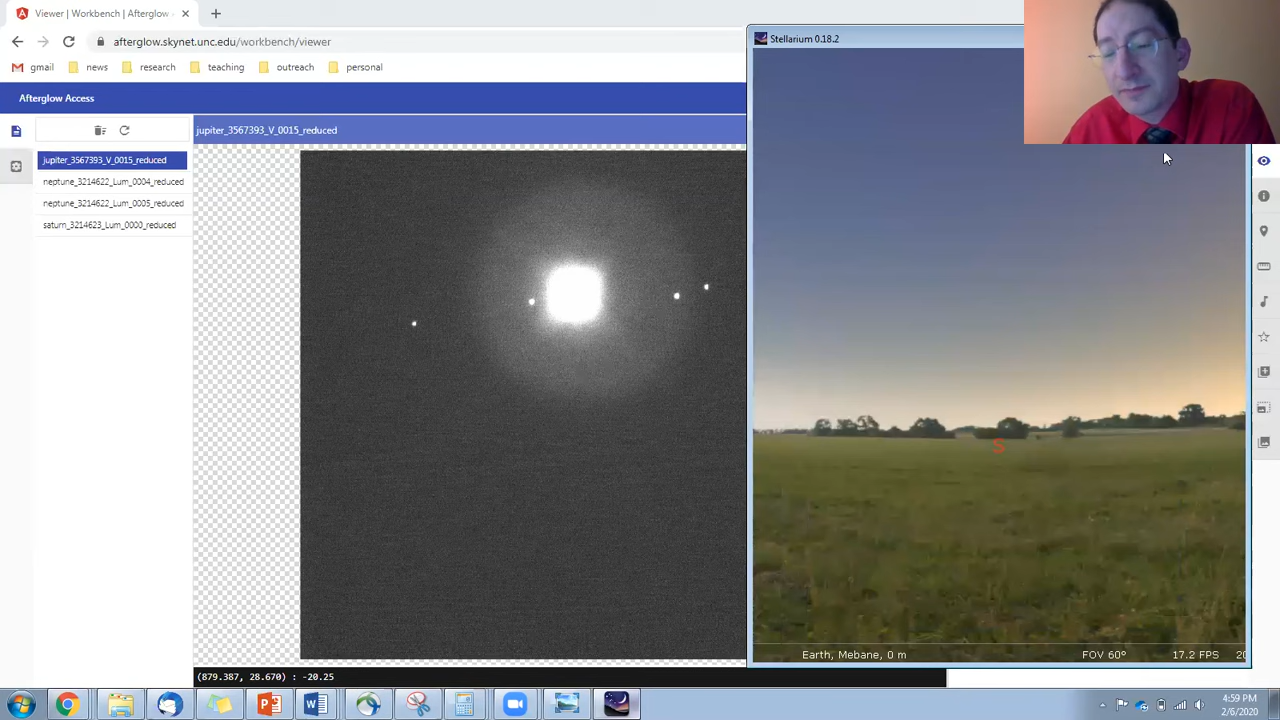 Viewer | Workbench | Afterglow
afterglow.skynet.unc.edu/workbench/viewer
gmail news research teaching outreach personal
Afterglow Access
jupiter_3567393_V_0015_reduced
jupiter_3567393_V_0015_reduced
neptune_3214622_Lum_0004_reduced
neptune_3214622_Lum_0005_reduced
saturn_3214623_Lum_0000_reduced
(879.387, 28.670) : -20.25
Stellarium 0.18.2
S
Earth, Mebane, 0 m FOV 60° 17.2 FPS 20
4:59 PM
2/6/2020